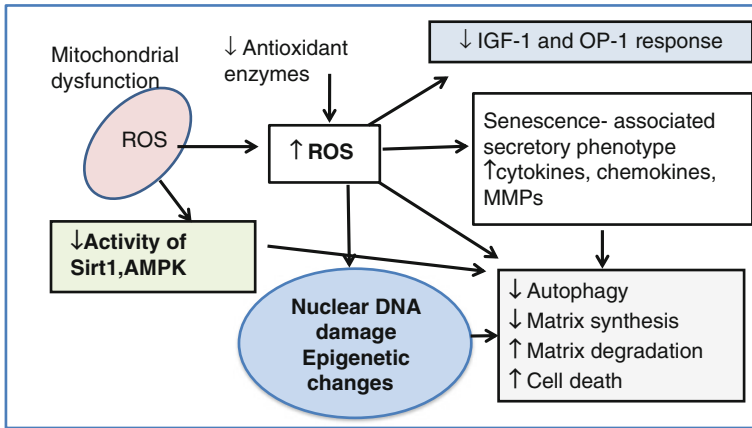 Mitochondrial
dysfunction
ROS
↓ Antioxidant
enzymes
↓ IGF-1 and OP-1 response
↑ ROS
Senescence- associated
secretory phenotype
↑cytokines, chemokines,
MMPs
↓Activity of
Sirt1,AMPK
Nuclear DNA
damage
Epigenetic
changes
↓ Autophagy
↓ Matrix synthesis
↑ Matrix degradation
↑ Cell death